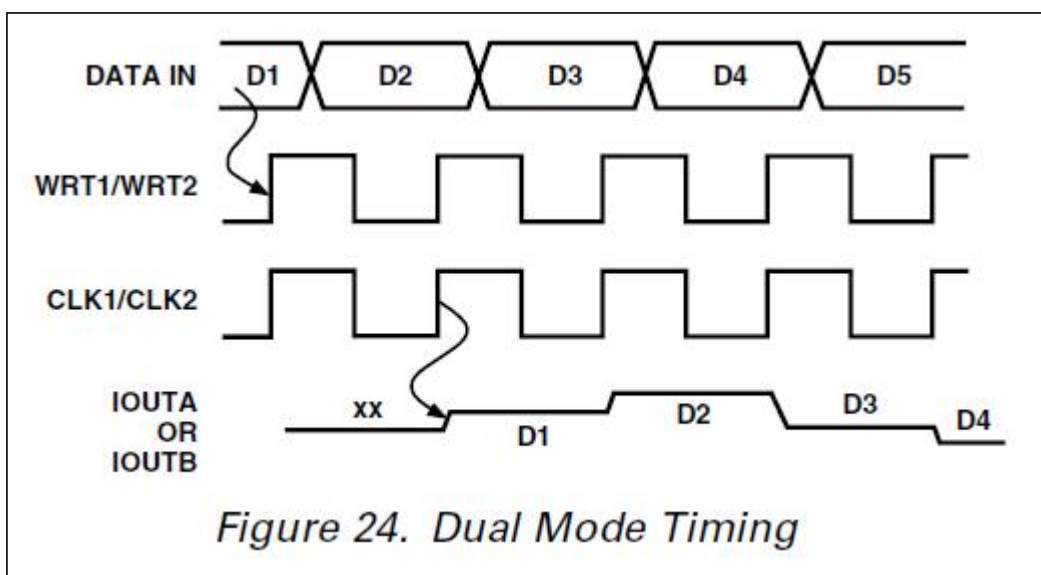 DATA IN
D1 D2 D3 D4 D5
WRT1/WRT2
CLK1/CLK2
IOUTA
OR
IOUTB
xx D1 D2 D3 D4
Figure 24. Dual Mode Timing